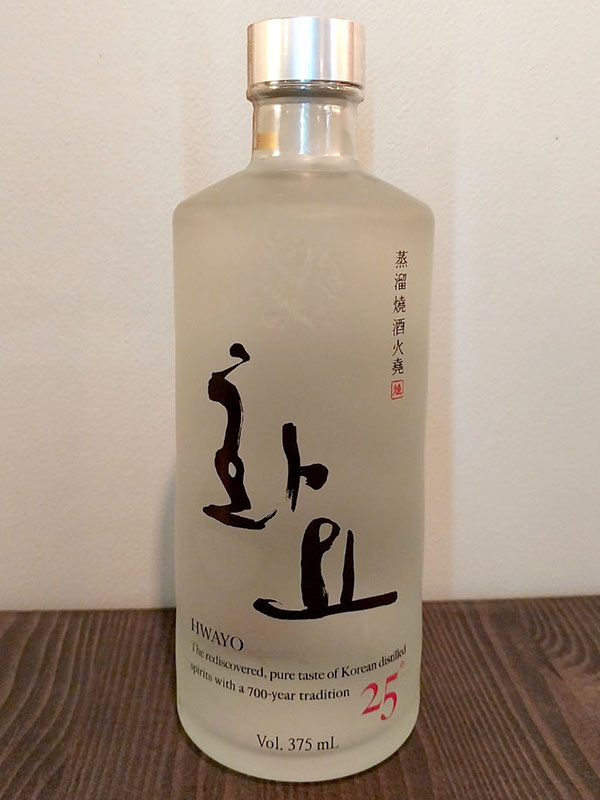 蒸溜燒酒火堯
화
요
HWAYO
The rediscovered, pure taste of Korean distilled
spirits with a 700-year tradition
25°
Vol. 375 mL